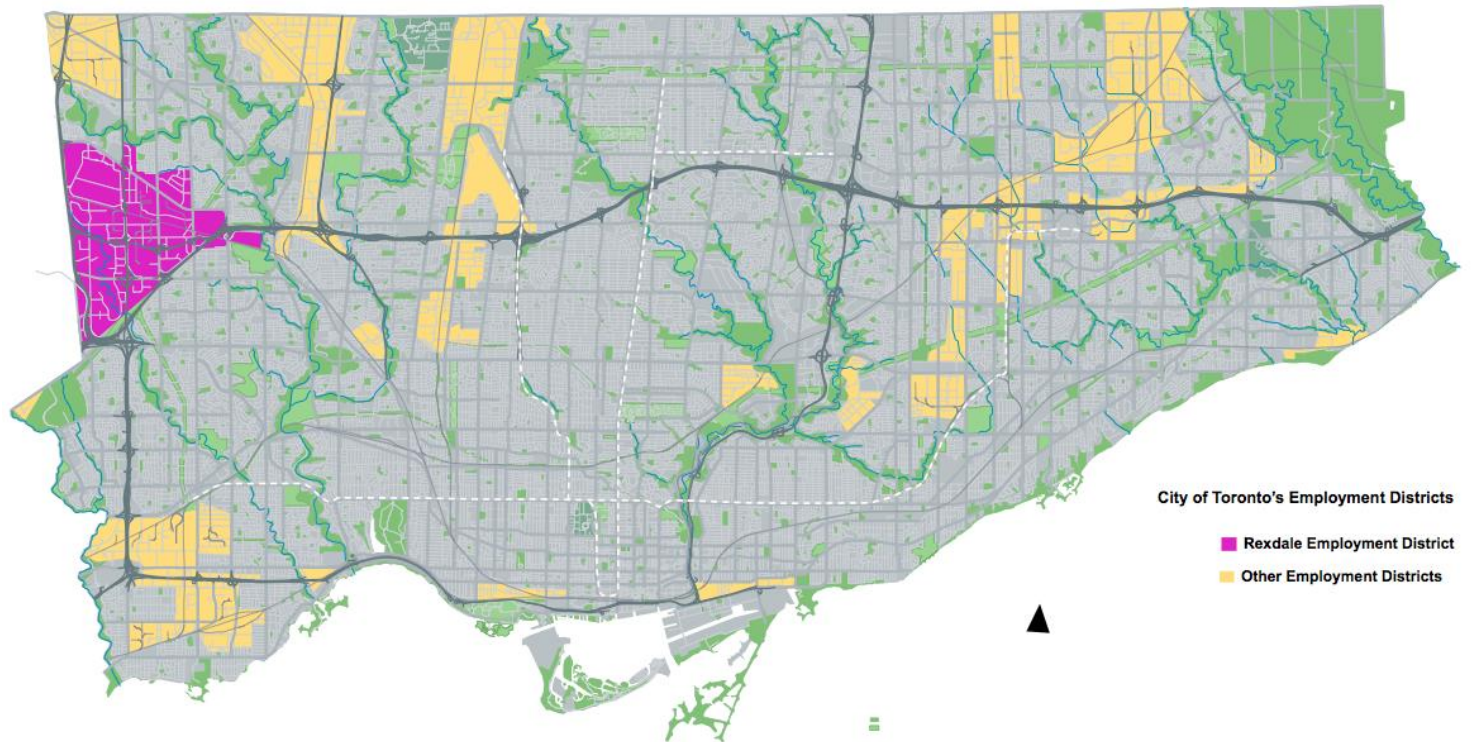 City of Toronto's Employment Districts
Rexdale Employment District
Other Employment Districts